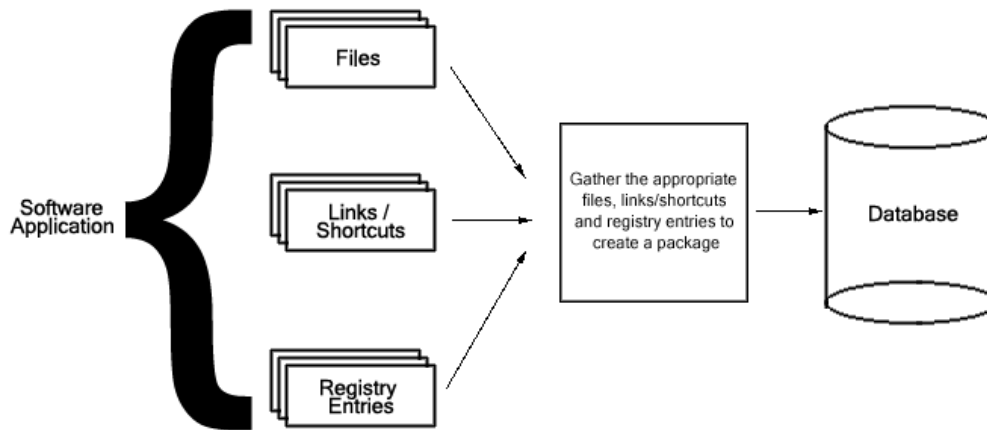 Files
Software
Application
Links /
Shortcuts
Gather the appropriate
files, links/shortcuts
and registry entries to
create a package
Database
Registry
Entries